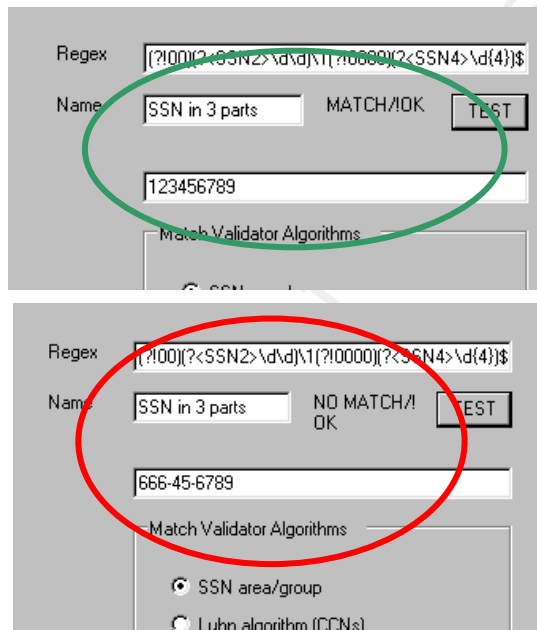 Regex (?!00)(?<SSN2>\d\d)\1(?!0000)(?<SSN4>\d{4})$
Name SSN in 3 parts MATCH/!OK TEST
123456789
Match Validator Algorithms
Regex (?!00)(?<SSN2>\d\d)\1(?!0000)(?<SSN4>\d{4})$
Name SSN in 3 parts NO MATCH/! TEST
OK
666-45-6789
Match Validator Algorithms
SSN area/group
Luhn algorithm (CCNs)